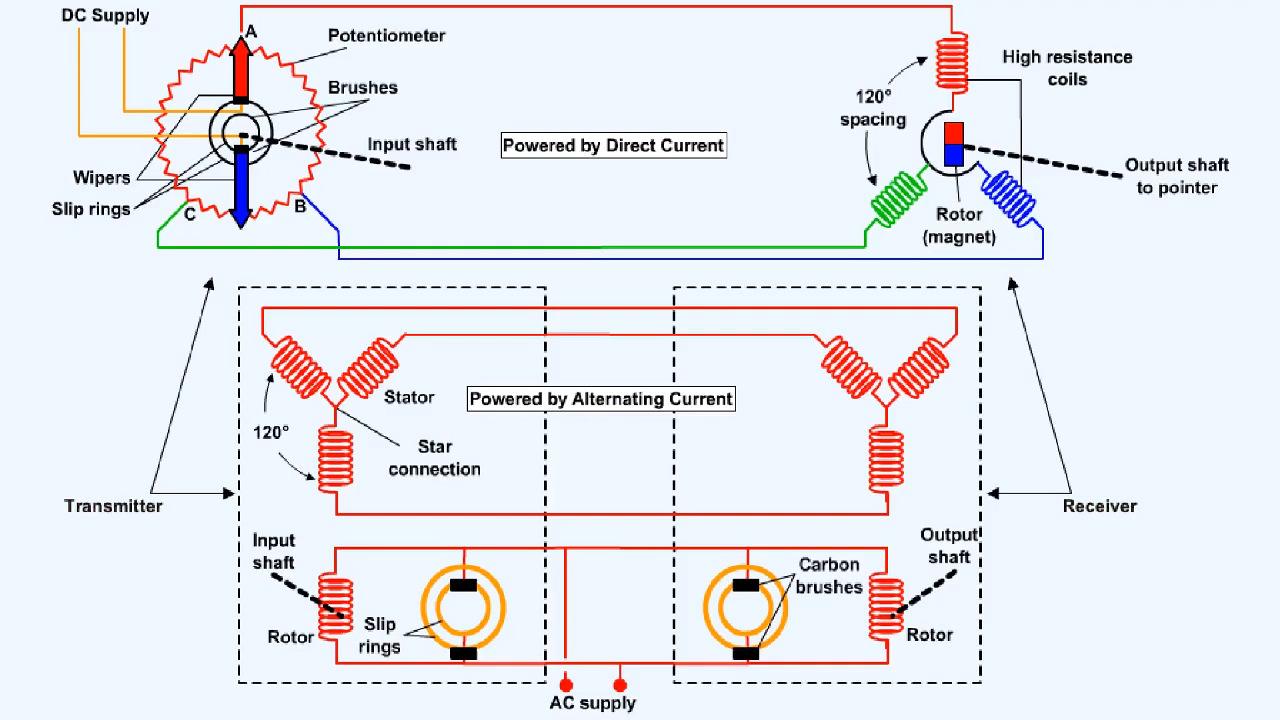 DC Supply
A
Potentiometer
Brushes
Input shaft
Wipers
Slip rings
C
B
Powered by Direct Current
High resistance
coils
120°
spacing
Output shaft
to pointer
Rotor
(magnet)
Stator
Powered by Alternating Current
120°
Star
connection
Transmitter
Receiver
Input
shaft
Output
shaft
Carbon
brushes
Slip
rings
Rotor
Rotor
AC supply